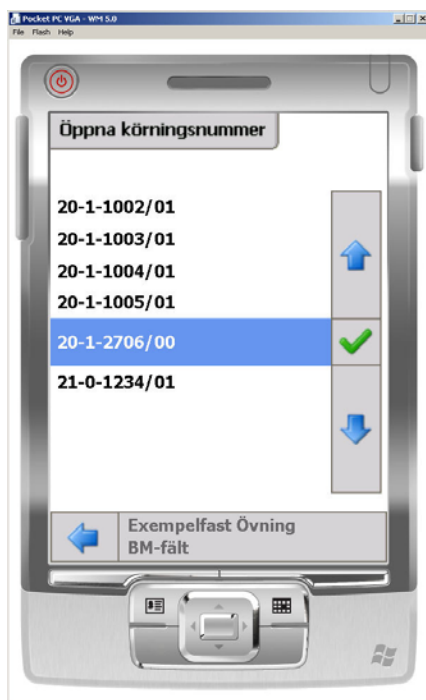 Pocket PC VGA - WM 5.0
File Flash Help
Öppna körningsnummer
20-1-1002/01
20-1-1003/01
20-1-1004/01
20-1-1005/01
20-1-2706/00
21-0-1234/01
Exempelfast Övning
BM-fält